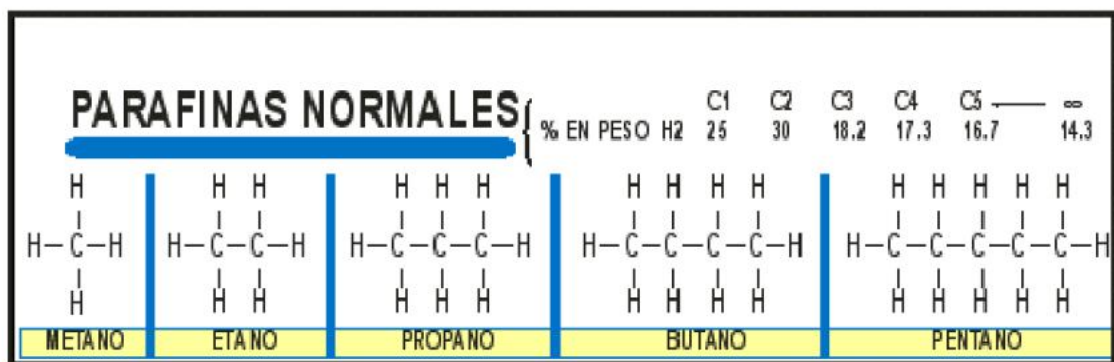 C1 C2 C3 C4 C5 —— ∞
PARAFINAS NORMALES { % EN PESO H2 25 30 18.2 17.3 16.7 14.3
H H H H H H H H H H H H H H H
H–C–H H–C–C–H H–C–C–C–H H–C–C–C–C–H H–C–C–C–C–C–H
H H H H H H H H H H H H H H H
METANO ETANO PROPANO BUTANO PENTANO